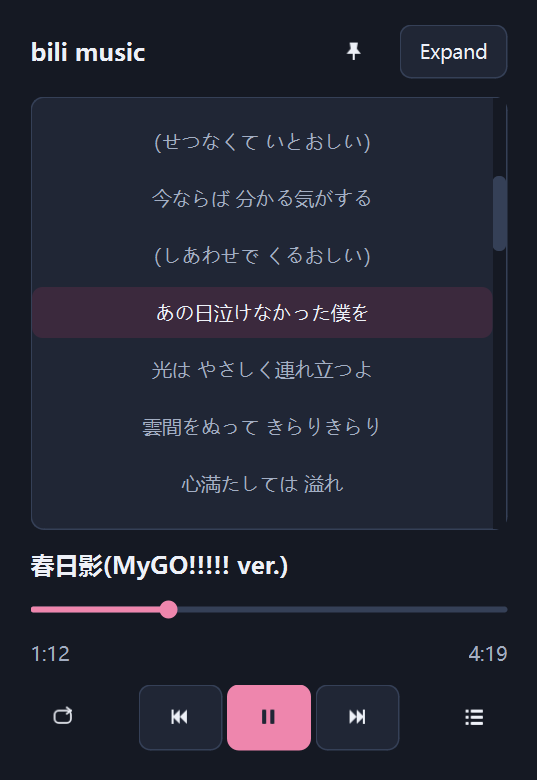 bili music
Expand
(せつなくて いとおしい)
今ならば 分かる気がする
(しあわせで くるおしい)
あの日泣けなかった僕を
光は やさしく連れ立つよ
雲間をぬって きらりきらり
心満たしては 溢れ
春日影(MyGO!!!!! ver.)
1:12
4:19